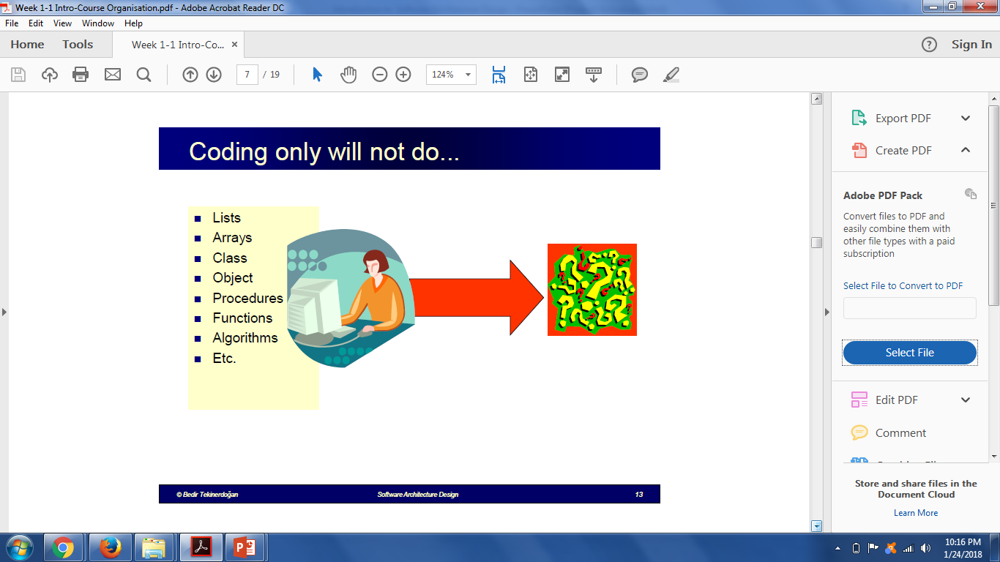 Week 1-1 Intro-Course Organisation.pdf - Adobe Acrobat Reader DC
File Edit View Window Help
Home Tools Week 1-1 Intro-Co... × Sign In
7 / 19 124%
Coding only will not do...
Lists
Arrays
Class
Object
Procedures
Functions
Algorithms
Etc.
© Bedir Tekinerdoğan Software Architecture Design 13
Export PDF
Create PDF
Adobe PDF Pack
Convert files to PDF and
easily combine them with
other file types with a paid
subscription
Select File to Convert to PDF
Select File
Edit PDF
Comment
Store and share files in the
Document Cloud
Learn More
10:16 PM
1/24/2018